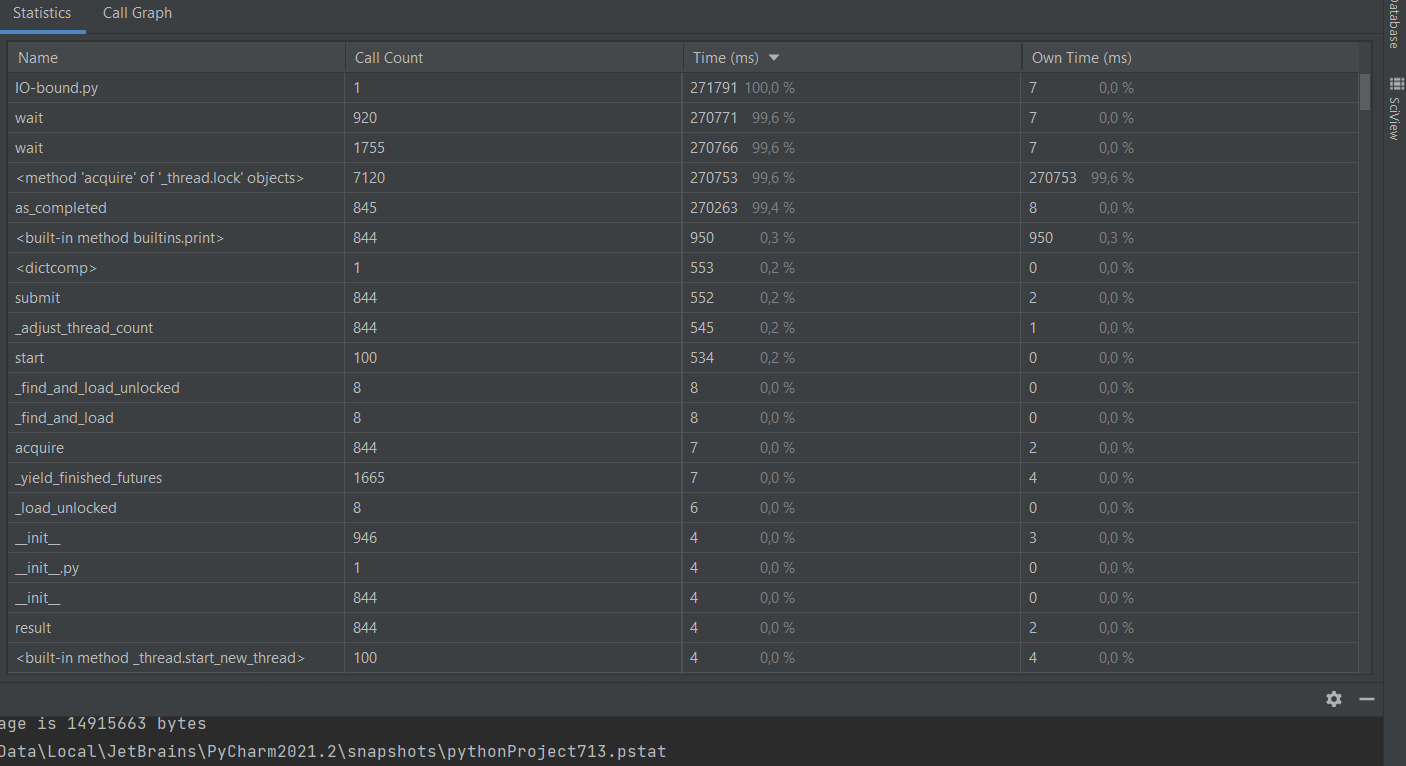 Statistics Call Graph
Name Call Count Time (ms) Own Time (ms)
IO-bound.py 1 271791 100,0 % 7 0,0 %
wait 920 270771 99,6 % 7 0,0 %
wait 1755 270766 99,6 % 7 0,0 %
<method 'acquire' of '_thread.lock' objects> 7120 270753 99,6 % 270753 99,6 %
as_completed 845 270263 99,4 % 8 0,0 %
<built-in method builtins.print> 844 950 0,3 % 950 0,3 %
<dictcomp> 1 553 0,2 % 0 0,0 %
submit 844 552 0,2 % 2 0,0 %
_adjust_thread_count 844 545 0,2 % 1 0,0 %
start 100 534 0,2 % 0 0,0 %
_find_and_load_unlocked 8 8 0,0 % 0 0,0 %
_find_and_load 8 8 0,0 % 0 0,0 %
acquire 844 7 0,0 % 2 0,0 %
_yield_finished_futures 1665 7 0,0 % 4 0,0 %
_load_unlocked 8 6 0,0 % 0 0,0 %
__init__ 946 4 0,0 % 3 0,0 %
__init__.py 1 4 0,0 % 0 0,0 %
__init__ 844 4 0,0 % 0 0,0 %
result 844 4 0,0 % 2 0,0 %
<built-in method _thread.start_new_thread> 100 4 0,0 % 4 0,0 %
age is 14915663 bytes
Data\Local\JetBrains\PyCharm2021.2\snapshots\pythonProject713.pstat
Database
SciView